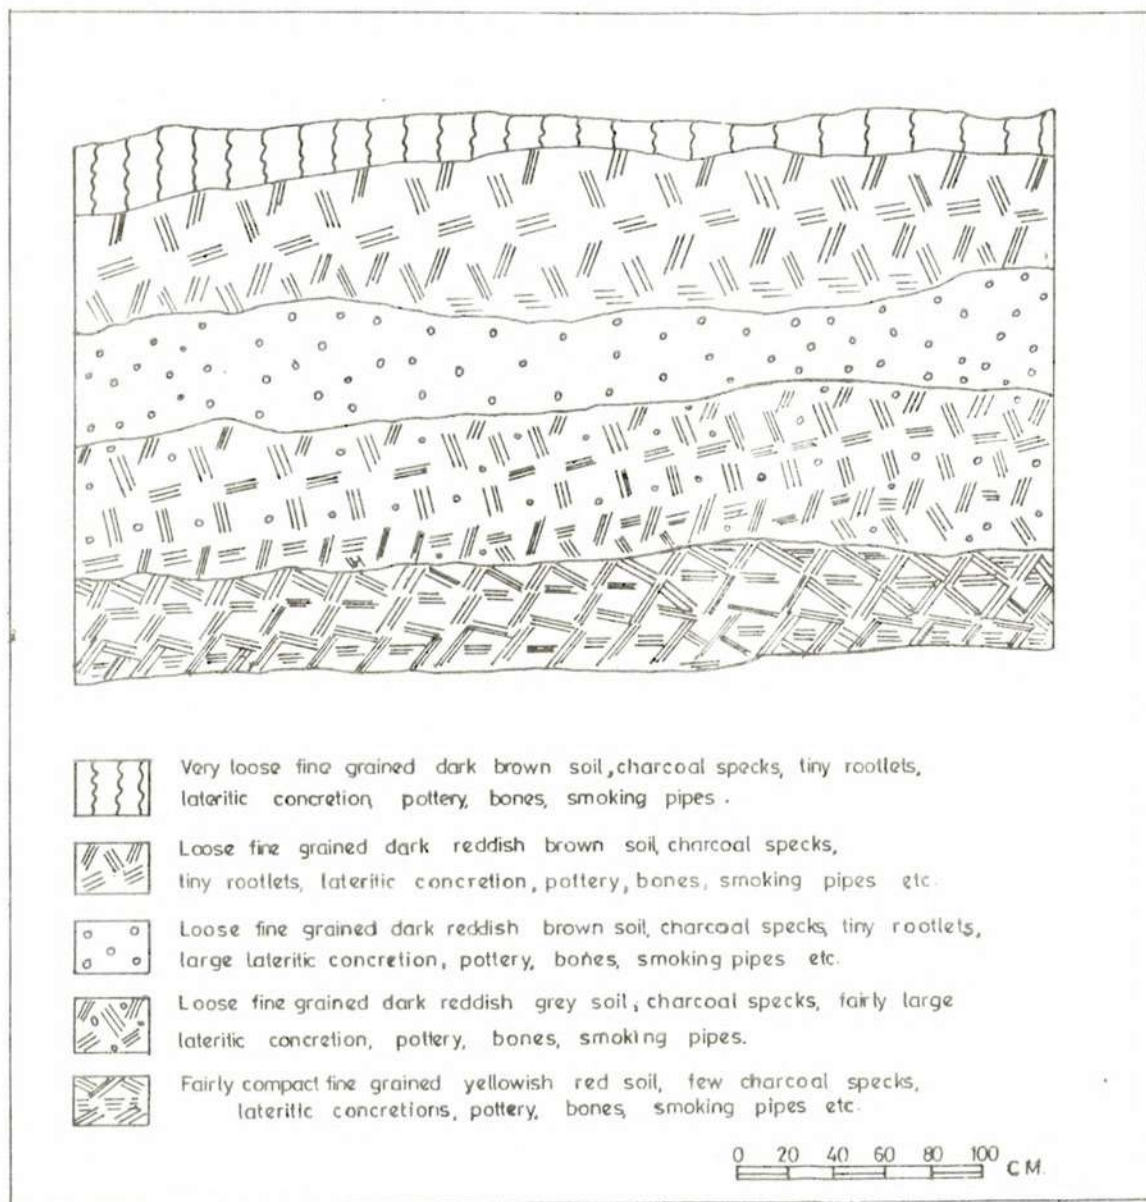 Very loose fine grained dark brown soil, charcoal specks, tiny rootlets,
lateritic concretion, pottery, bones, smoking pipes.
Loose fine grained dark reddish brown soil, charcoal specks,
tiny rootlets, lateritic concretion, pottery, bones, smoking pipes etc.
Loose fine grained dark reddish brown soil, charcoal specks, tiny rootlets,
large lateritic concretion, pottery, bones, smoking pipes etc.
Loose fine grained dark reddish grey soil, charcoal specks, fairly large
lateritic concretion, pottery, bones, smoking pipes.
Fairly compact fine grained yellowish red soil, few charcoal specks,
lateritic concretions, pottery, bones, smoking pipes etc.
0 20 40 60 80 100 CM.